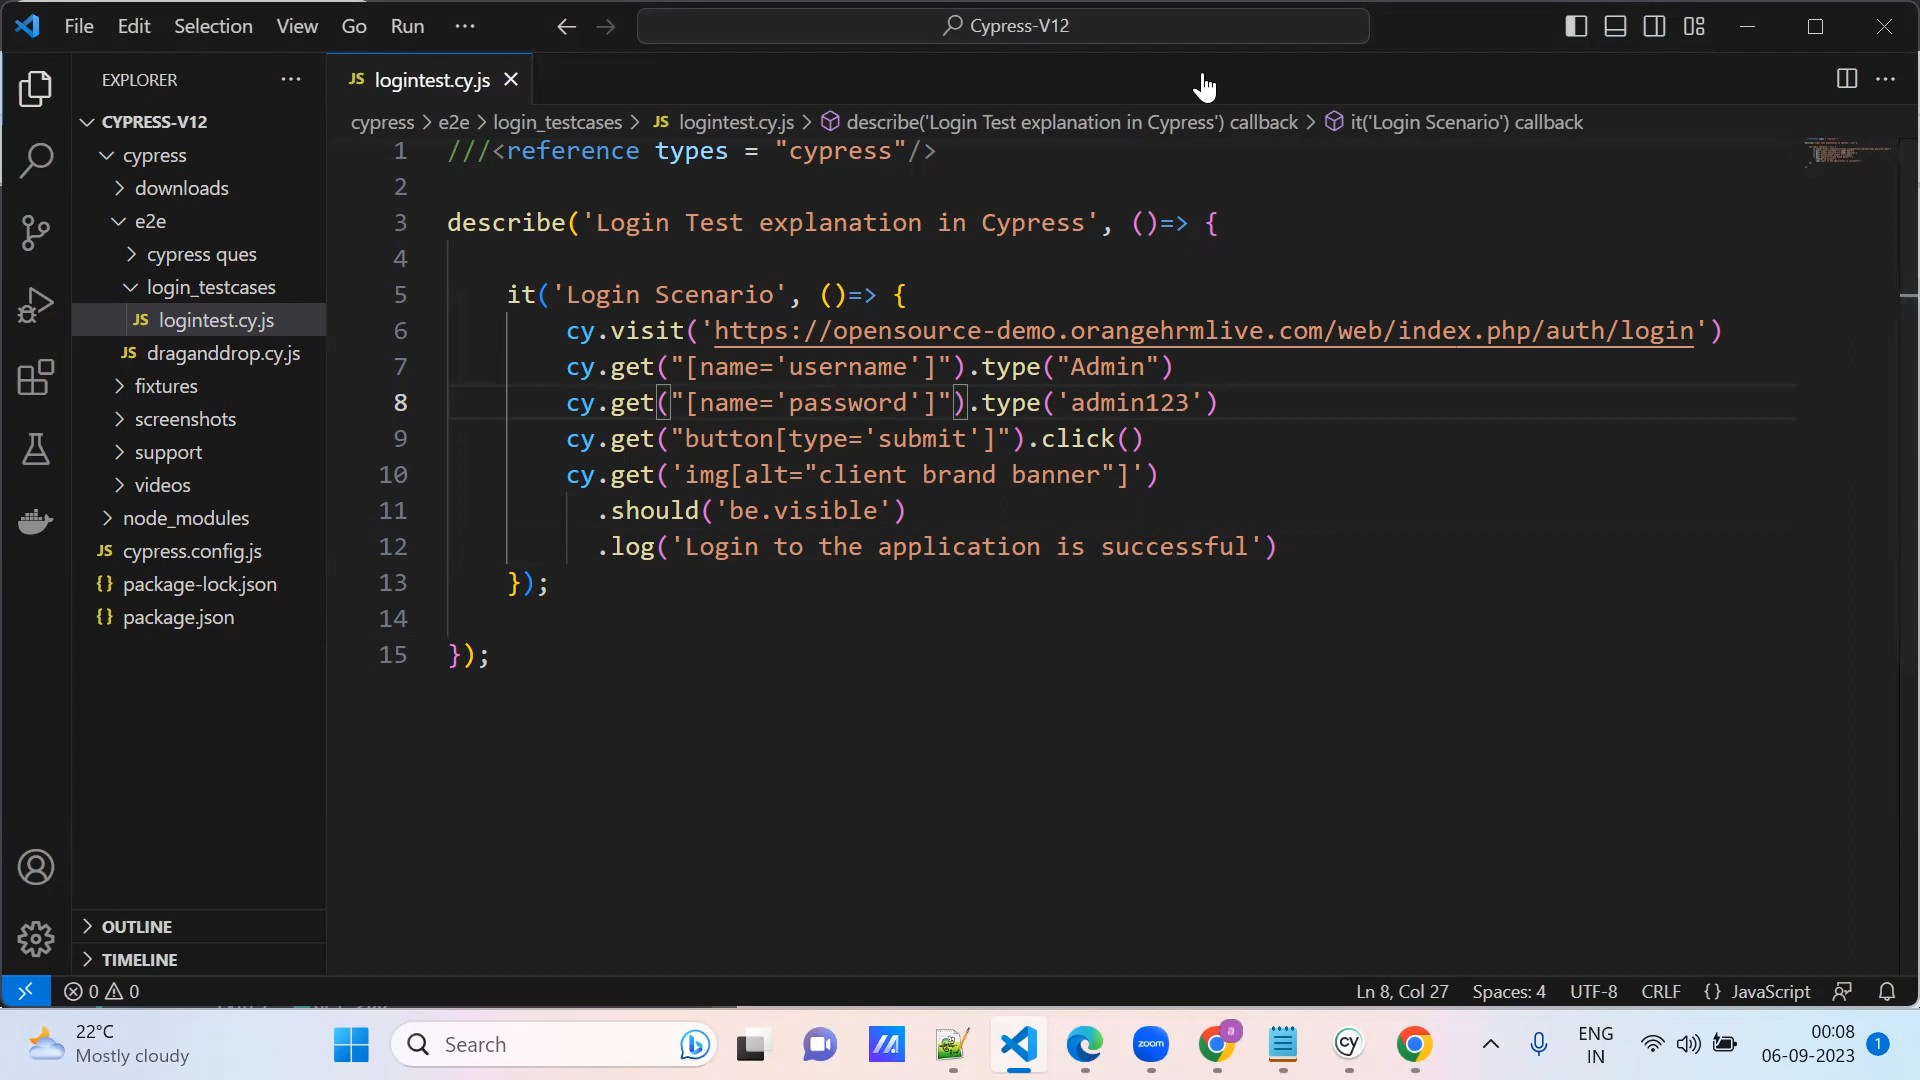 File Edit Selection View Go Run ··· Cypress-V12
EXPLORER ···
CYPRESS-V12
cypress
downloads
e2e
cypress ques
login_testcases
JS logintest.cy.js
JS draganddrop.cy.js
fixtures
screenshots
support
videos
node_modules
JS cypress.config.js
{} package-lock.json
{} package.json
OUTLINE
TIMELINE
JS logintest.cy.js
cypress > e2e > login_testcases > JS logintest.cy.js > describe('Login Test explanation in Cypress') callback > it('Login Scenario') callback
1 ///<reference types = "cypress"/>
2
3 describe('Login Test explanation in Cypress', ()=> {
4
5 it('Login Scenario', ()=> {
6 cy.visit('https://opensource-demo.orangehrmlive.com/web/index.php/auth/login')
7 cy.get("[name='username']").type("Admin")
8 cy.get("[name='password']").type('admin123')
9 cy.get("button[type='submit']").click()
10 cy.get('img[alt="client brand banner"]')
11 .should('be.visible')
12 .log('Login to the application is successful')
13 });
14
15 });
0 0 Ln 8, Col 27 Spaces: 4 UTF-8 CRLF {} JavaScript
22°C
Mostly cloudy
Search
zoom
a
cy
ENG
IN
00:08
06-09-2023
1